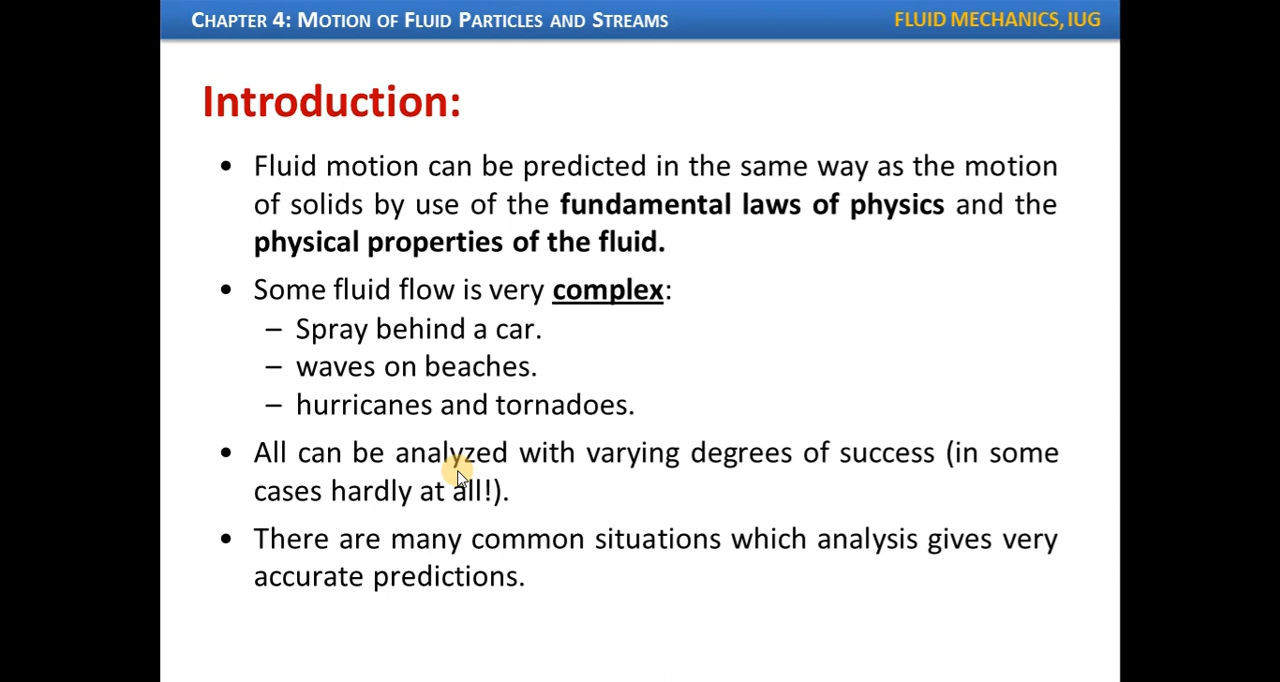 CHAPTER 4: MOTION OF FLUID PARTICLES AND STREAMS
FLUID MECHANICS, IUG
Introduction:
• Fluid motion can be predicted in the same way as the motion
of solids by use of the fundamental laws of physics and the
physical properties of the fluid.
• Some fluid flow is very complex:
– Spray behind a car.
– waves on beaches.
– hurricanes and tornadoes.
• All can be analyzed with varying degrees of success (in some
cases hardly at all!).
• There are many common situations which analysis gives very
accurate predictions.